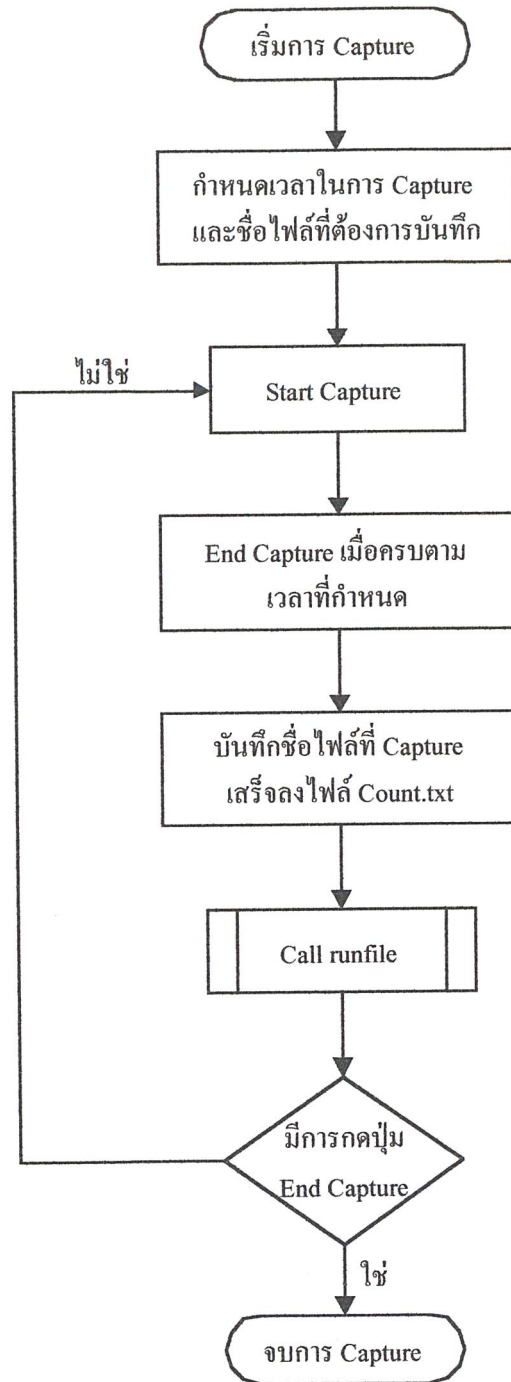 เริ่มการ Capture
กำหนดเวลาในการ Capture
และชื่อไฟล์ที่ต้องการบันทึก
ไม่ใช่
Start Capture
End Capture เมื่อครบตาม
เวลาที่กำหนด
บันทึกชื่อไฟล์ที่ Capture
เสร็จลงไฟล์ Count.txt
Call runfile
มีการกดปุ่ม
End Capture
ใช่
จบการ Capture